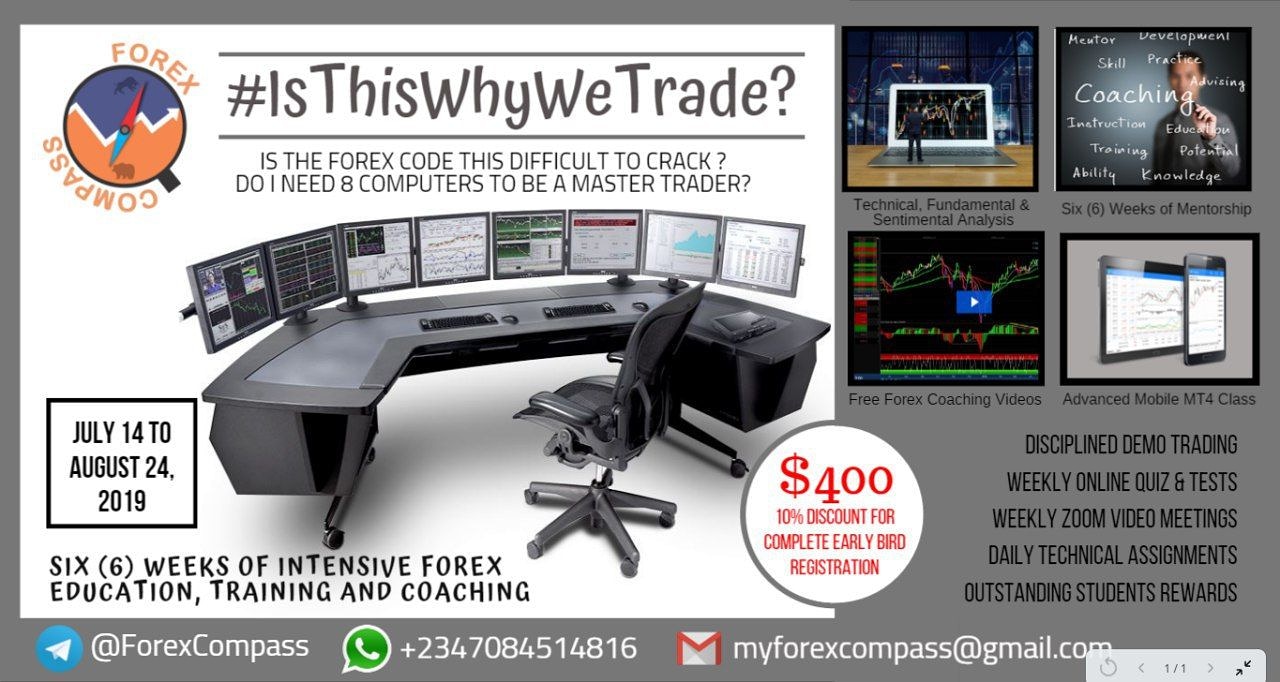 FOREX
COMPASS
#IsThisWhyWeTrade?
IS THE FOREX CODE THIS DIFFICULT TO CRACK ?
DO I NEED 8 COMPUTERS TO BE A MASTER TRADER?
JULY 14 TO
AUGUST 24,
2019
SIX (6) WEEKS OF INTENSIVE FOREX
EDUCATION, TRAINING AND COACHING
$400
10% DISCOUNT FOR
COMPLETE EARLY BIRD
REGISTRATION
Mentor Development
Skill Practice
Advising
Coaching
Instruction Education
Training Potential
Ability Knowledge
Technical, Fundamental &
Sentimental Analysis
Six (6) Weeks of Mentorship
Free Forex Coaching Videos
Advanced Mobile MT4 Class
DISCIPLINED DEMO TRADING
WEEKLY ONLINE QUIZ & TESTS
WEEKLY ZOOM VIDEO MEETINGS
DAILY TECHNICAL ASSIGNMENTS
OUTSTANDING STUDENTS REWARDS
@ForexCompass
+2347084514816
myforexcompass@gmail.com
1 / 1